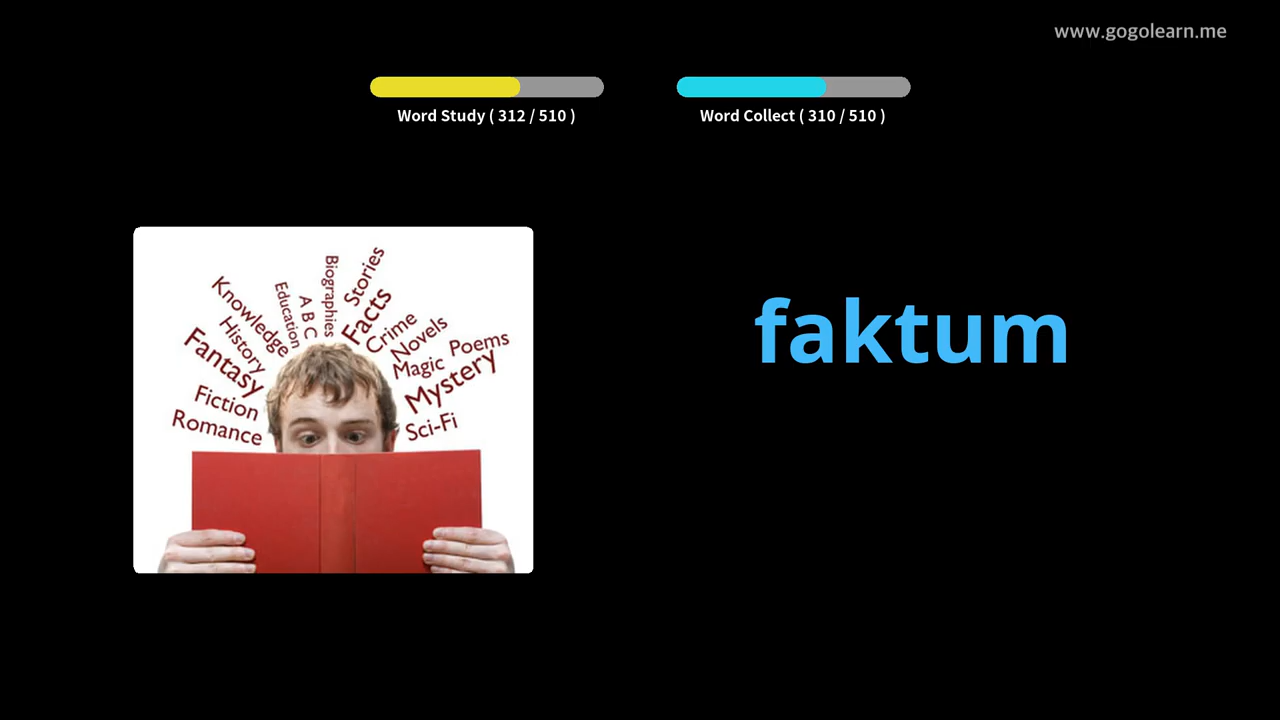 www.gogolearn.me
Word Study ( 312 / 510 )
Word Collect ( 310 / 510 )
faktum
Knowledge
Education
A B C
Biographies
Stories
Facts
History
Crime
Novels
Fantasy
Magic
Poems
Mystery
Fiction
Romance
Sci-Fi